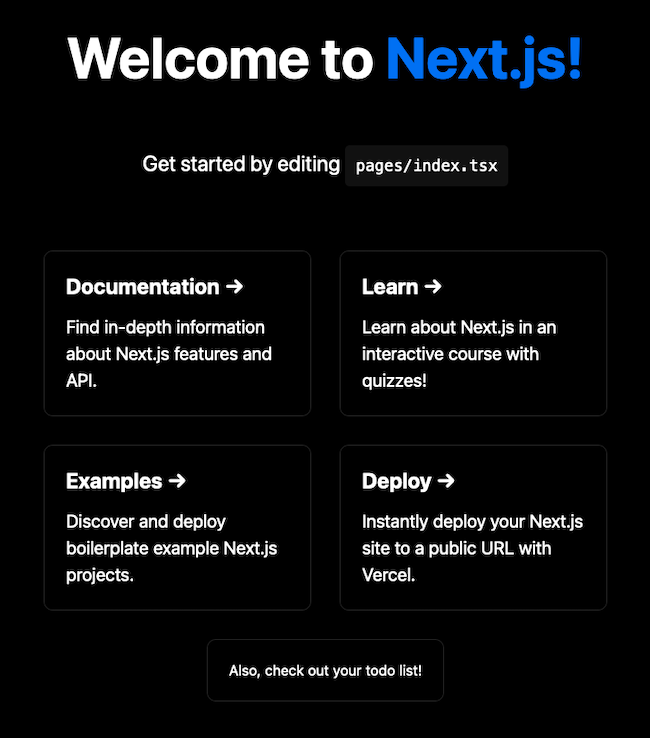 Welcome to Next.js!
Get started by editing pages/index.tsx
Documentation →
Find in-depth information
about Next.js features and
API.
Learn →
Learn about Next.js in an
interactive course with
quizzes!
Examples →
Discover and deploy
boilerplate example Next.js
projects.
Deploy →
Instantly deploy your Next.js
site to a public URL with
Vercel.
Also, check out your todo list!